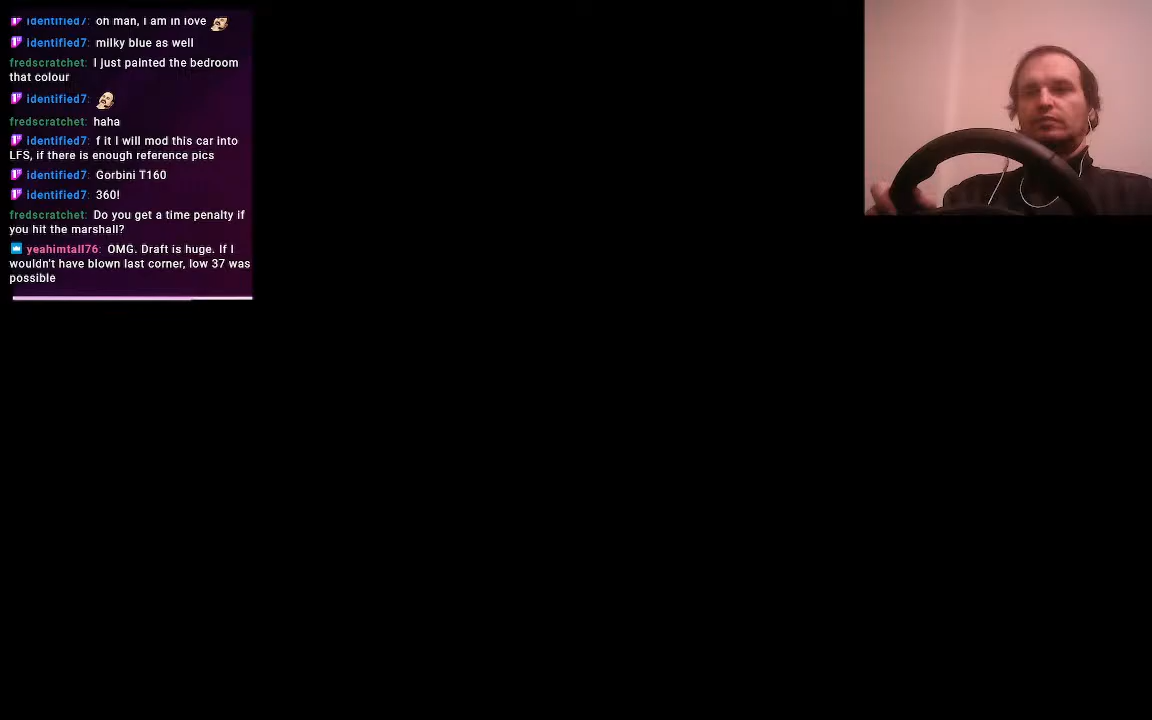 identified7: oh man, I am in love
identified7: milky blue as well
fredscratchet: I just painted the bedroom
that colour
identified7:
fredscratchet: haha
identified7: f it I will mod this car into
LFS, if there is enough reference pics
identified7: Gorbini T160
identified7: 360!
fredscratchet: Do you get a time penalty if
you hit the marshall?
yeahimtall76: OMG. Draft is huge. If I
wouldn't have blown last corner, low 37 was
possible